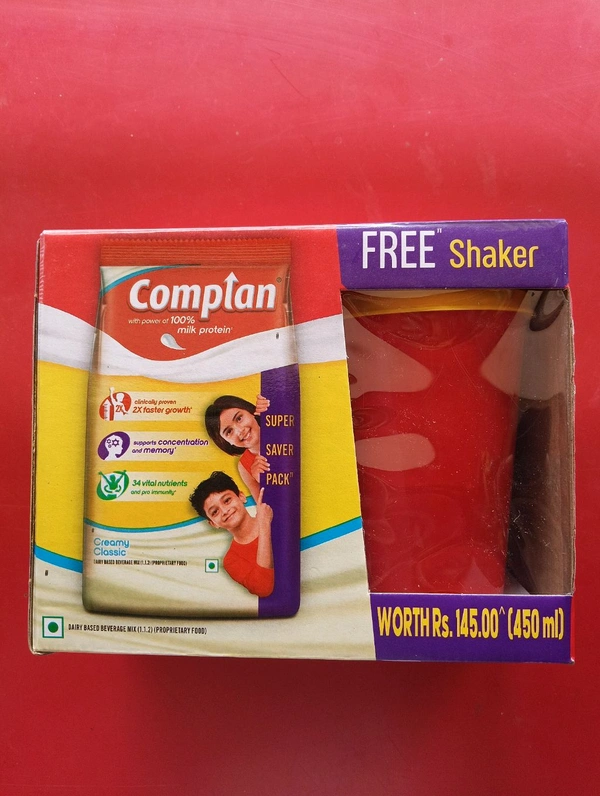 FREE" Shaker
Complan
with power of 100%
milk protein*
2X
clinically proven
2X faster growth*
supports concentration
and memory*
34 vital nutrients
and pro immunity*
SUPER
SAVER
PACK"
Creamy
Classic
DAIRY BASED BEVERAGE MIX (1.1.2) (PROPRIETARY FOOD)
DAIRY BASED BEVERAGE MIX (1.1.2) (PROPRIETARY FOOD)
WORTH Rs. 145.00^ (450 ml)